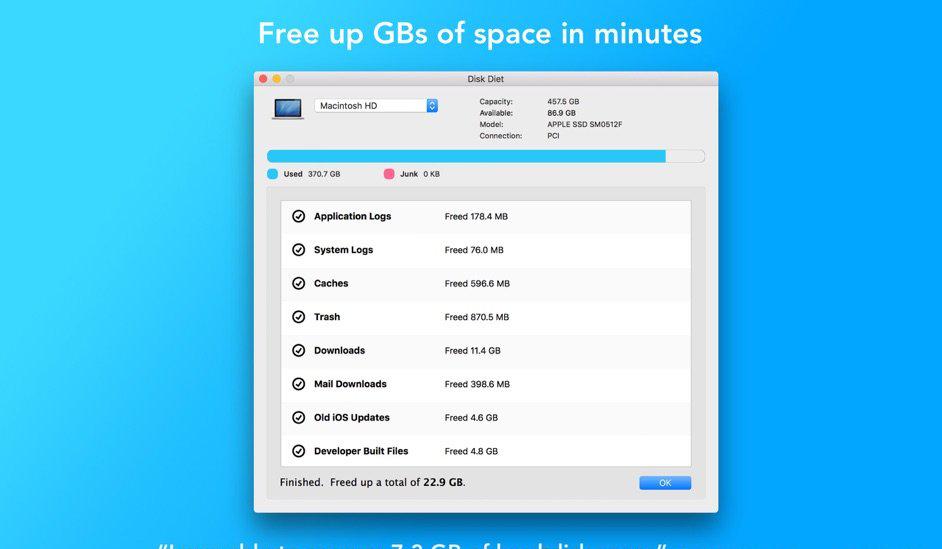 Free up GBs of space in minutes
Disk Diet
Macintosh HD
Capacity: 457.5 GB
Available: 86.9 GB
Model: APPLE SSD SM0512F
Connection: PCI
Used 370.7 GB Junk 0 KB
Application Logs Freed 178.4 MB
System Logs Freed 76.0 MB
Caches Freed 596.6 MB
Trash Freed 870.5 MB
Downloads Freed 11.4 GB
Mail Downloads Freed 398.6 MB
Old iOS Updates Freed 4.6 GB
Developer Built Files Freed 4.8 GB
Finished. Freed up a total of 22.9 GB.
OK